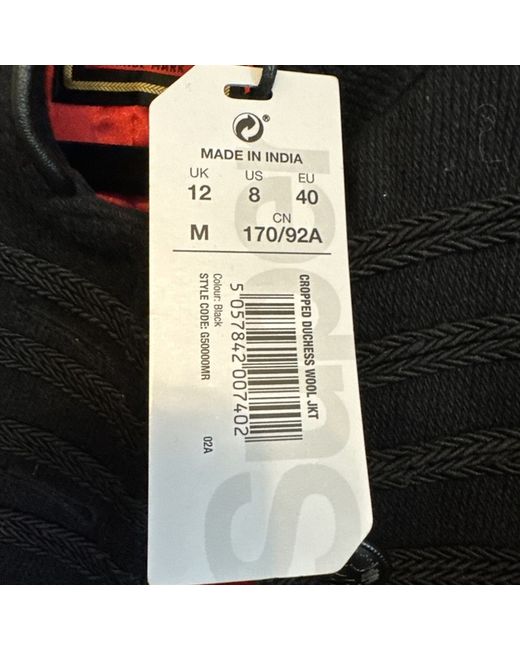 ®
MADE IN INDIA
UK US EU
12 8 40
CN
M 170/92A
CROPPED DUCHESS WOOL JKT
5 057842 007402
Colour: Black
STYLE CODE: G50000MR
02A
Super